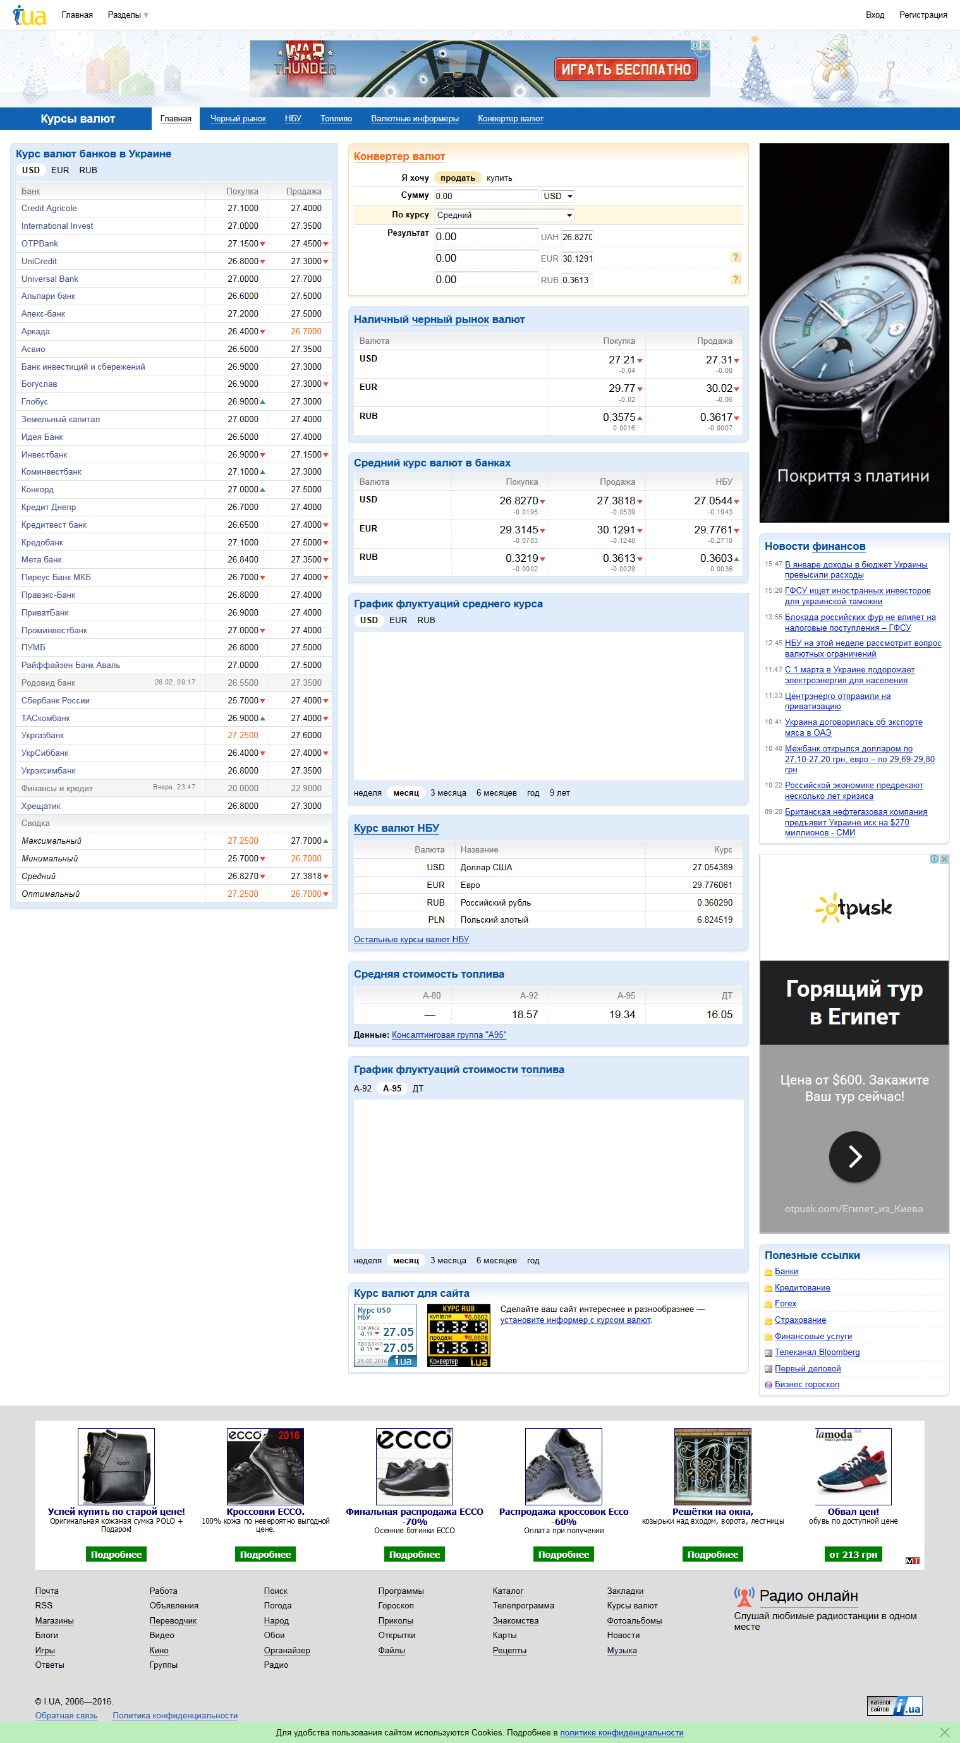 i.ua Главная Разделы Вход Регистрация
WAR THUNDER ИГРАТЬ БЕСПЛАТНО
Курсы валют Главная Черный рынок НБУ Топливо Валютные информеры Конвертер валют
Курс валют банков в Украине
USD EUR RUB
Банк Покупка Продажа
Credit Agricole 27.1000 27.4000
International Invest 27.0000 27.3500
OTPBank 27.1500 27.4500
UniCredit 26.8000 27.3000
Universal Bank 27.0000 27.7000
Альпари банк 26.6000 27.5000
Апекс-банк 27.2000 27.5000
Аркада 26.4000 26.7000
Асвио 26.5000 27.3500
Банк инвестиций и сбережений 26.9000 27.3000
Богуслав 26.9000 27.3000
Глобус 26.9000 27.3000
Земельный капитал 27.0000 27.4000
Идея Банк 26.5000 27.4000
Инвестбанк 26.9000 27.1500
Коминвестбанк 27.1000 27.3000
Конкорд 27.0000 27.5000
Кредит Днепр 26.7000 27.4000
Кредитвест банк 26.6500 27.4000
Кредобанк 27.1000 27.5000
Мета банк 26.8400 27.3500
Пиреус Банк МКБ 26.7000 27.4000
Правэкс-Банк 26.8000 27.4000
ПриватБанк 26.9000 27.4000
Проминвестбанк 27.0000 27.4000
ПУМБ 26.8000 27.5000
Райффайзен Банк Аваль 27.0000 27.5000
Родовид банк 26.02, 09:17 26.5500 27.3500
Сбербанк России 25.7000 27.4000
ТАСкомбанк 26.9000 27.4000
Укргазбанк 27.2500 27.6000
УкрСиббанк 26.4000 27.4000
Укрэксимбанк 26.8000 27.3500
Финансы и кредит Вчера, 23:47 20.0000 22.9000
Хрещатик 26.8000 27.3000
Сводка
Максимальный 27.2500 27.7000
Минимальный 25.7000 26.7000
Средний 26.8270 27.3818
Оптимальный 27.2500 26.7000
Конвертер валют
Я хочу продать купить
Сумму 0.00 USD
По курсу Средний
Результат 0.00 UAH 26.8270
0.00 EUR 30.1291 ?
0.00 RUB 0.3613 ?
Наличный черный рынок валют
Валюта Покупка Продажа
USD 27.21 27.31
-0.04 -0.08
EUR 29.77 30.02
-0.02 -0.06
RUB 0.3575 0.3617
0.0016 -0.0007
Средний курс валют в банках
Валюта Покупка Продажа НБУ
USD 26.8270 27.3818 27.0544
-0.0195 -0.0539 -0.1943
EUR 29.3145 30.1291 29.7761
-0.0783 -0.1248 -0.2710
RUB 0.3219 0.3613 0.3603
-0.0002 -0.0028 0.0036
График флуктуаций среднего курса
USD EUR RUB
неделя месяц 3 месяца 6 месяцев год 9 лет
Курс валют НБУ
Валюта Название Курс
USD Доллар США 27.054389
EUR Евро 29.776061
RUB Российский рубль 0.360290
PLN Польский злотый 6.824519
Остальные курсы валют НБУ
Средняя стоимость топлива
А-80 А-92 А-95 ДТ
— 18.57 19.34 16.05
Данные: Консалтинговая группа "А95"
График флуктуаций стоимости топлива
А-92 А-95 ДТ
неделя месяц 3 месяца 6 месяцев год
Курс валют для сайта
Курс USD
НБУ
покупка
-0.19 27.05
продажа
-0.19 27.05
29.02.2016 i.ua
КУРС RUB
купівля 0.0002
0.3219
продаж 0.0028
0.3613
Конвертер i.ua
Сделайте ваш сайт интереснее и разнообразнее —
установите информер с курсом валют.
Покриття з платини
Новости финансов
15:47 В январе доходы в бюджет Украины
превысили расходы
15:20 ГФСУ ищет иностранных инвесторов
для украинской таможни
13:55 Блокада российских фур не влияет на
налоговые поступления – ГФСУ
12:45 НБУ на этой неделе рассмотрит вопрос
валютных ограничений
11:47 С 1 марта в Украине подорожает
электроэнергия для населения
11:33 Центрэнерго отправили на
приватизацию
10:41 Украина договорилась об экспорте
мяса в ОАЭ
10:40 Межбанк открылся долларом по
27,10-27,20 грн, евро – по 29,69-29,80
грн
10:22 Российской экономике предрекают
несколько лет кризиса
09:28 Британская нефтегазовая компания
предъявит Украине иск на $270
миллионов - СМИ
otpusk
Горящий тур
в Египет
Цена от $600. Закажите
Ваш тур сейчас!
otpusk.com/Египет_из_Киева
Полезные ссылки
Банки
Кредитование
Forex
Страхование
Финансовые услуги
Телеканал Bloomberg
Первый деловой
Бизнес гороскоп
Успей купить по старой цене!
Оригинальная кожаная сумка POLO +
Подарок!
Подробнее
ecco 2016
Кроссовки ECCO.
100% кожа по невероятно выгодной
цене.
Подробнее
ecco
Финальная распродажа ECCO
-70%
Осенние ботинки ECCO
Подробнее
Распродажа кроссовок Ecco
-60%
Оплата при получении
Подробнее
Решётки на окна,
козырьки над входом, ворота, лестницы
Подробнее
lamoda
Обвал цен!
обувь по доступной цене
от 213 грн
МТ
Почта Работа Поиск Программы Каталог Закладки
RSS Объявления Погода Гороскоп Телепрограмма Курсы валют
Магазины Переводчик Народ Приколы Знакомства Фотоальбомы
Блоги Видео Обои Открытки Карты Новости
Игры Кино Органайзер Файлы Рецепты Музыка
Ответы Группы Радио
Радио онлайн
Слушай любимые радиостанции в одном
месте
© I.UA, 2006—2016.
Обратная связь Политика конфиденциальности
каталог
сайтов i.ua
Для удобства пользования сайтом используются Cookies. Подробнее в политике конфиденциальности